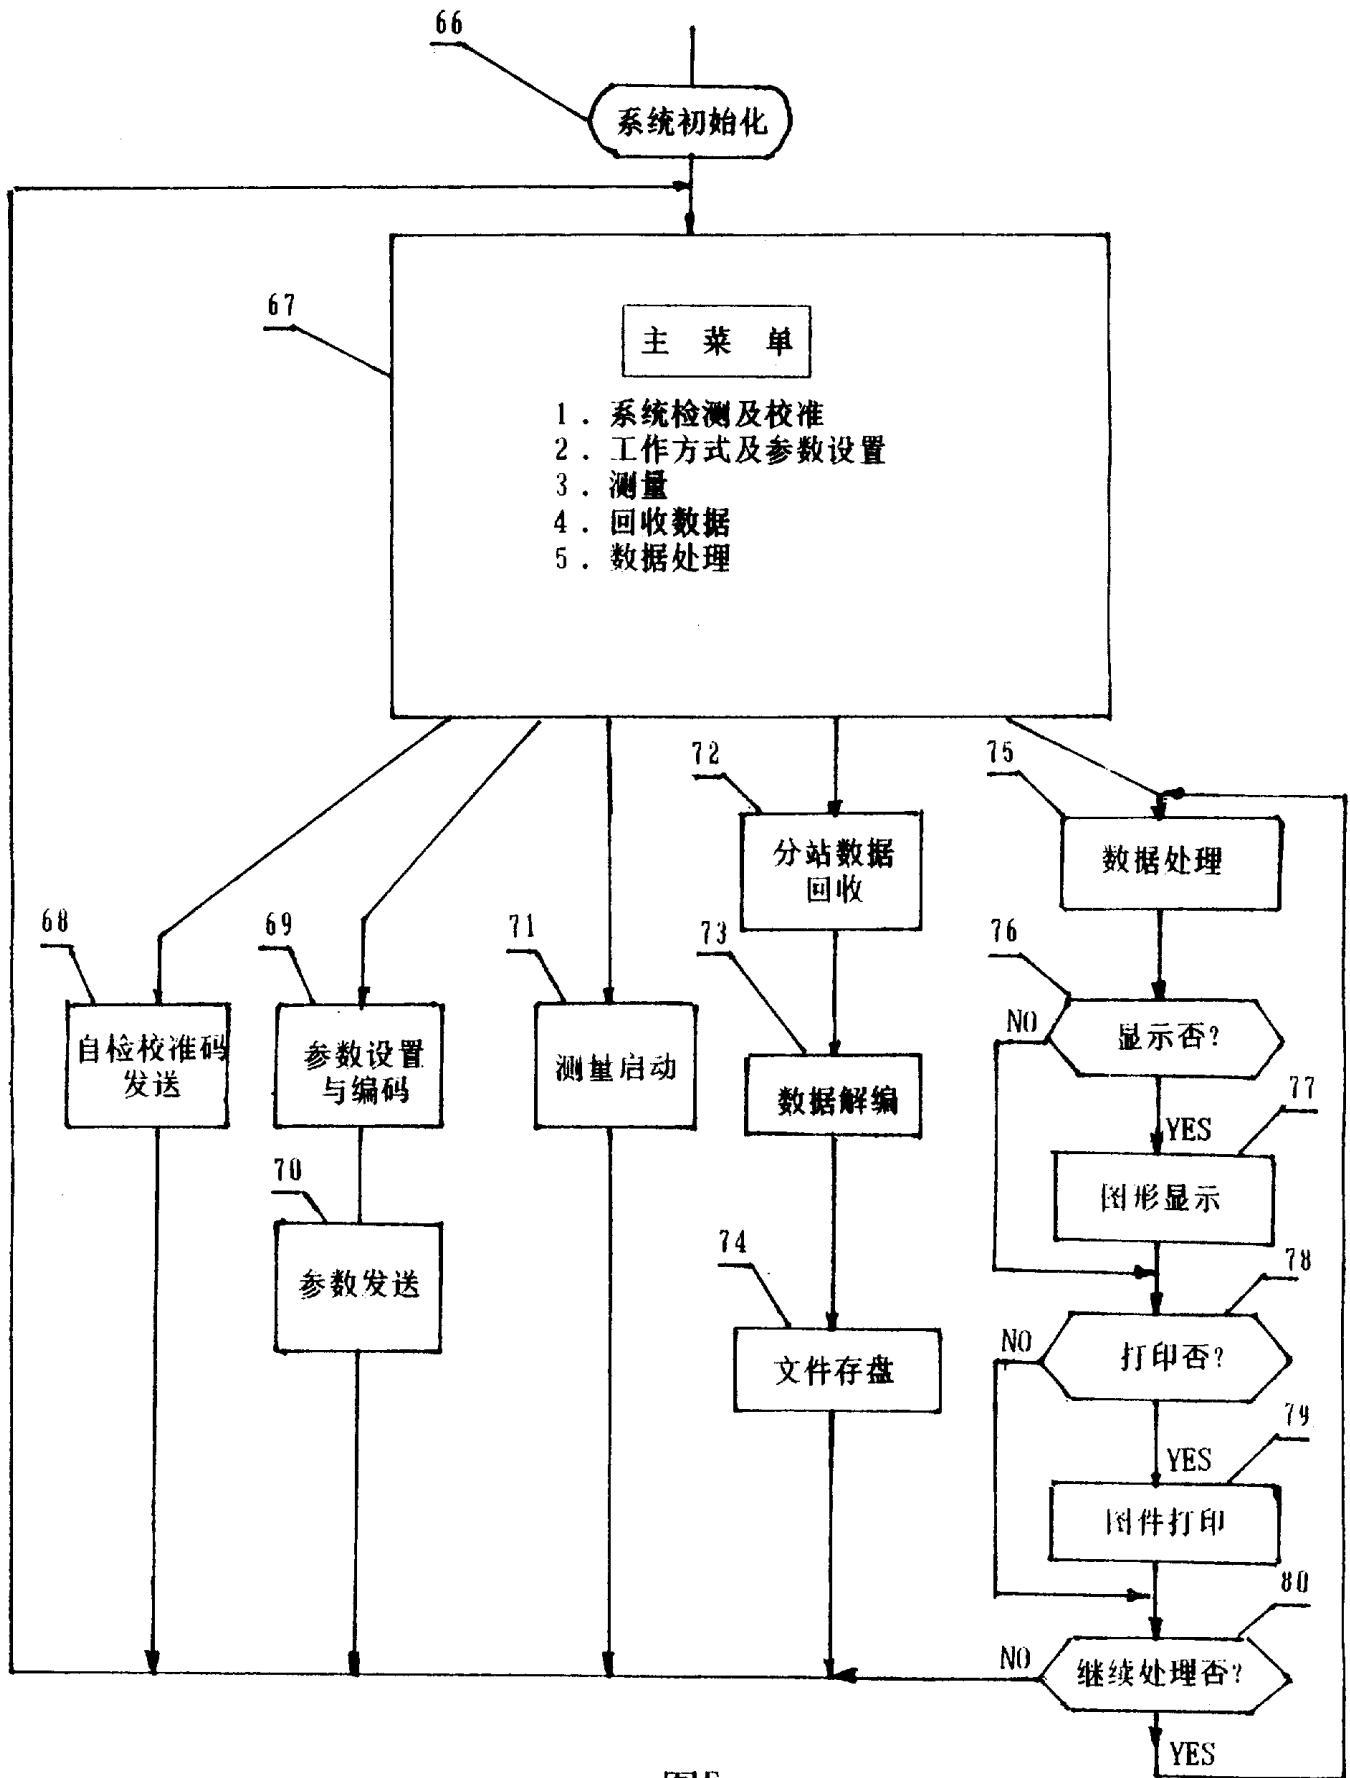 66
系统初始化
67
主 菜 单
1．系统检测及校准
2．工作方式及参数设置
3．测量
4．回收数据
5．数据处理
72
75
分站数据
回收
数据处理
68
69
71
73
76
自检校准码
发送
参数设置
与编码
测量启动
数据解编
NO
显示否？
77
YES
图形显示
70
参数发送
74
78
文件存盘
NO
打印否？
79
YES
图件打印
80
NO
继续处理否？
YES